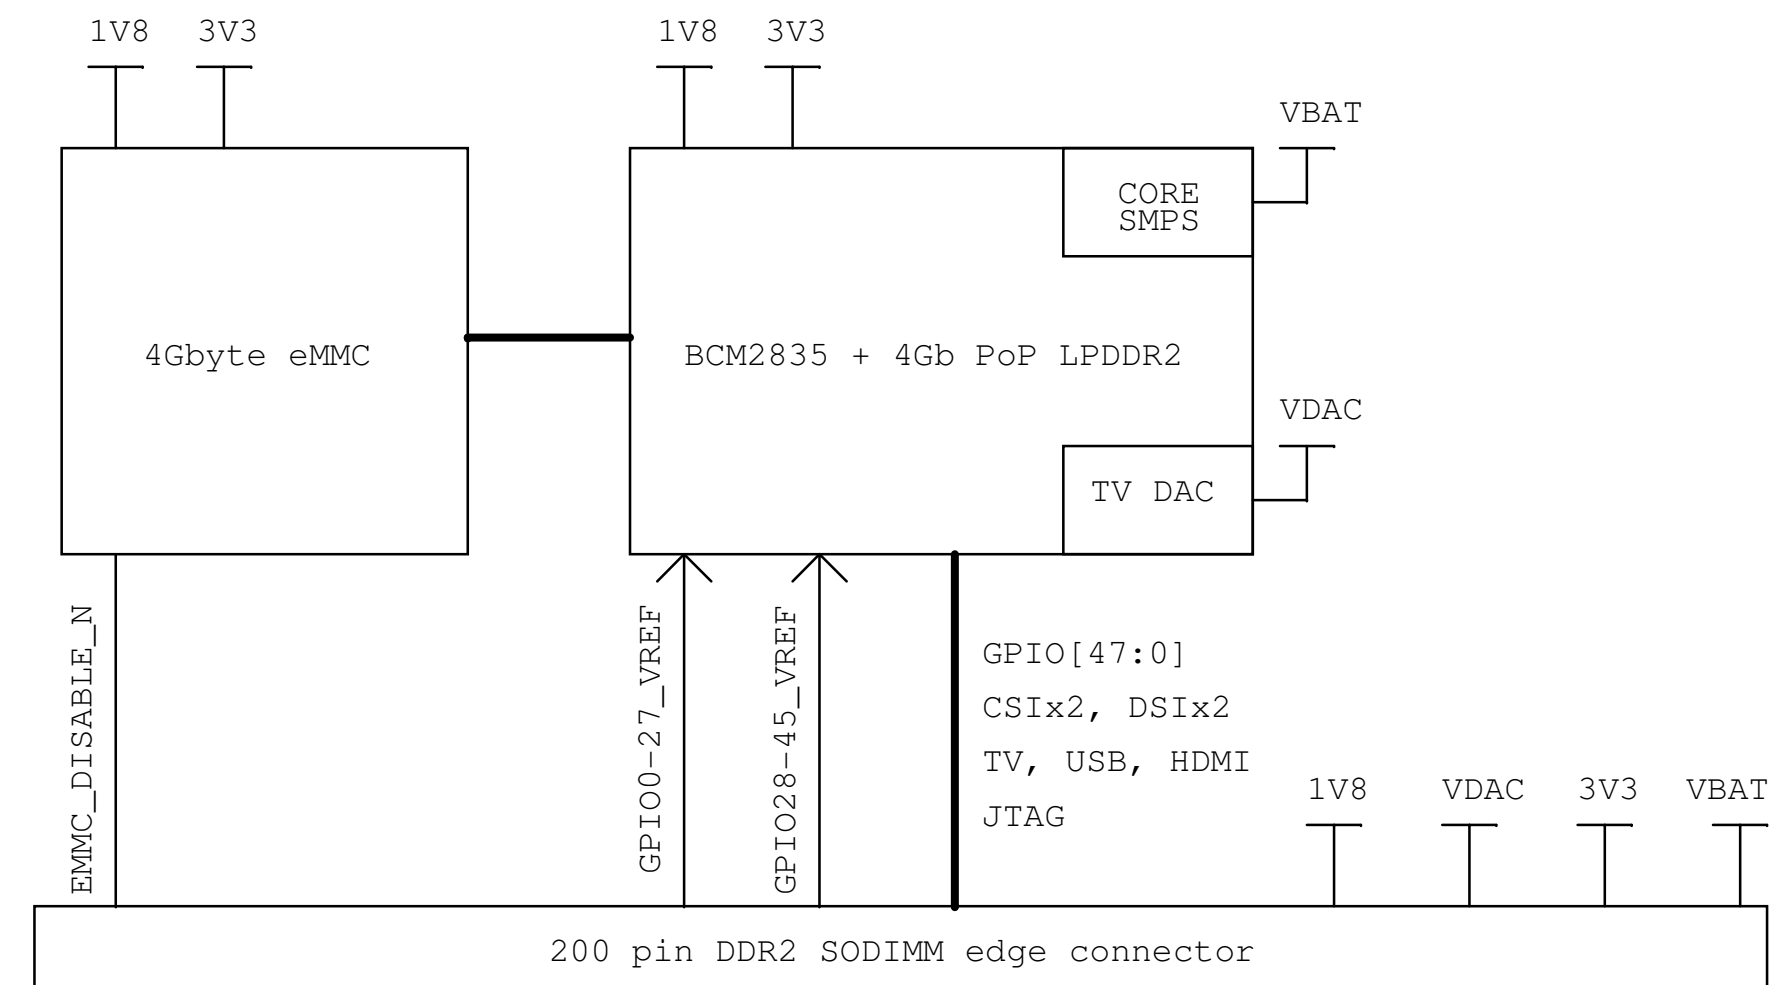 1V8 3V3 1V8 3V3
VBAT
CORE
SMPS
4Gbyte eMMC
BCM2835 + 4Gb PoP LPDDR2
VDAC
TV DAC
EMMC_DISABLE_N
GPIO0-27_VREF
GPIO28-45_VREF
GPIO[47:0]
CSIx2, DSIx2
TV, USB, HDMI
JTAG
1V8 VDAC 3V3 VBAT
200 pin DDR2 SODIMM edge connector